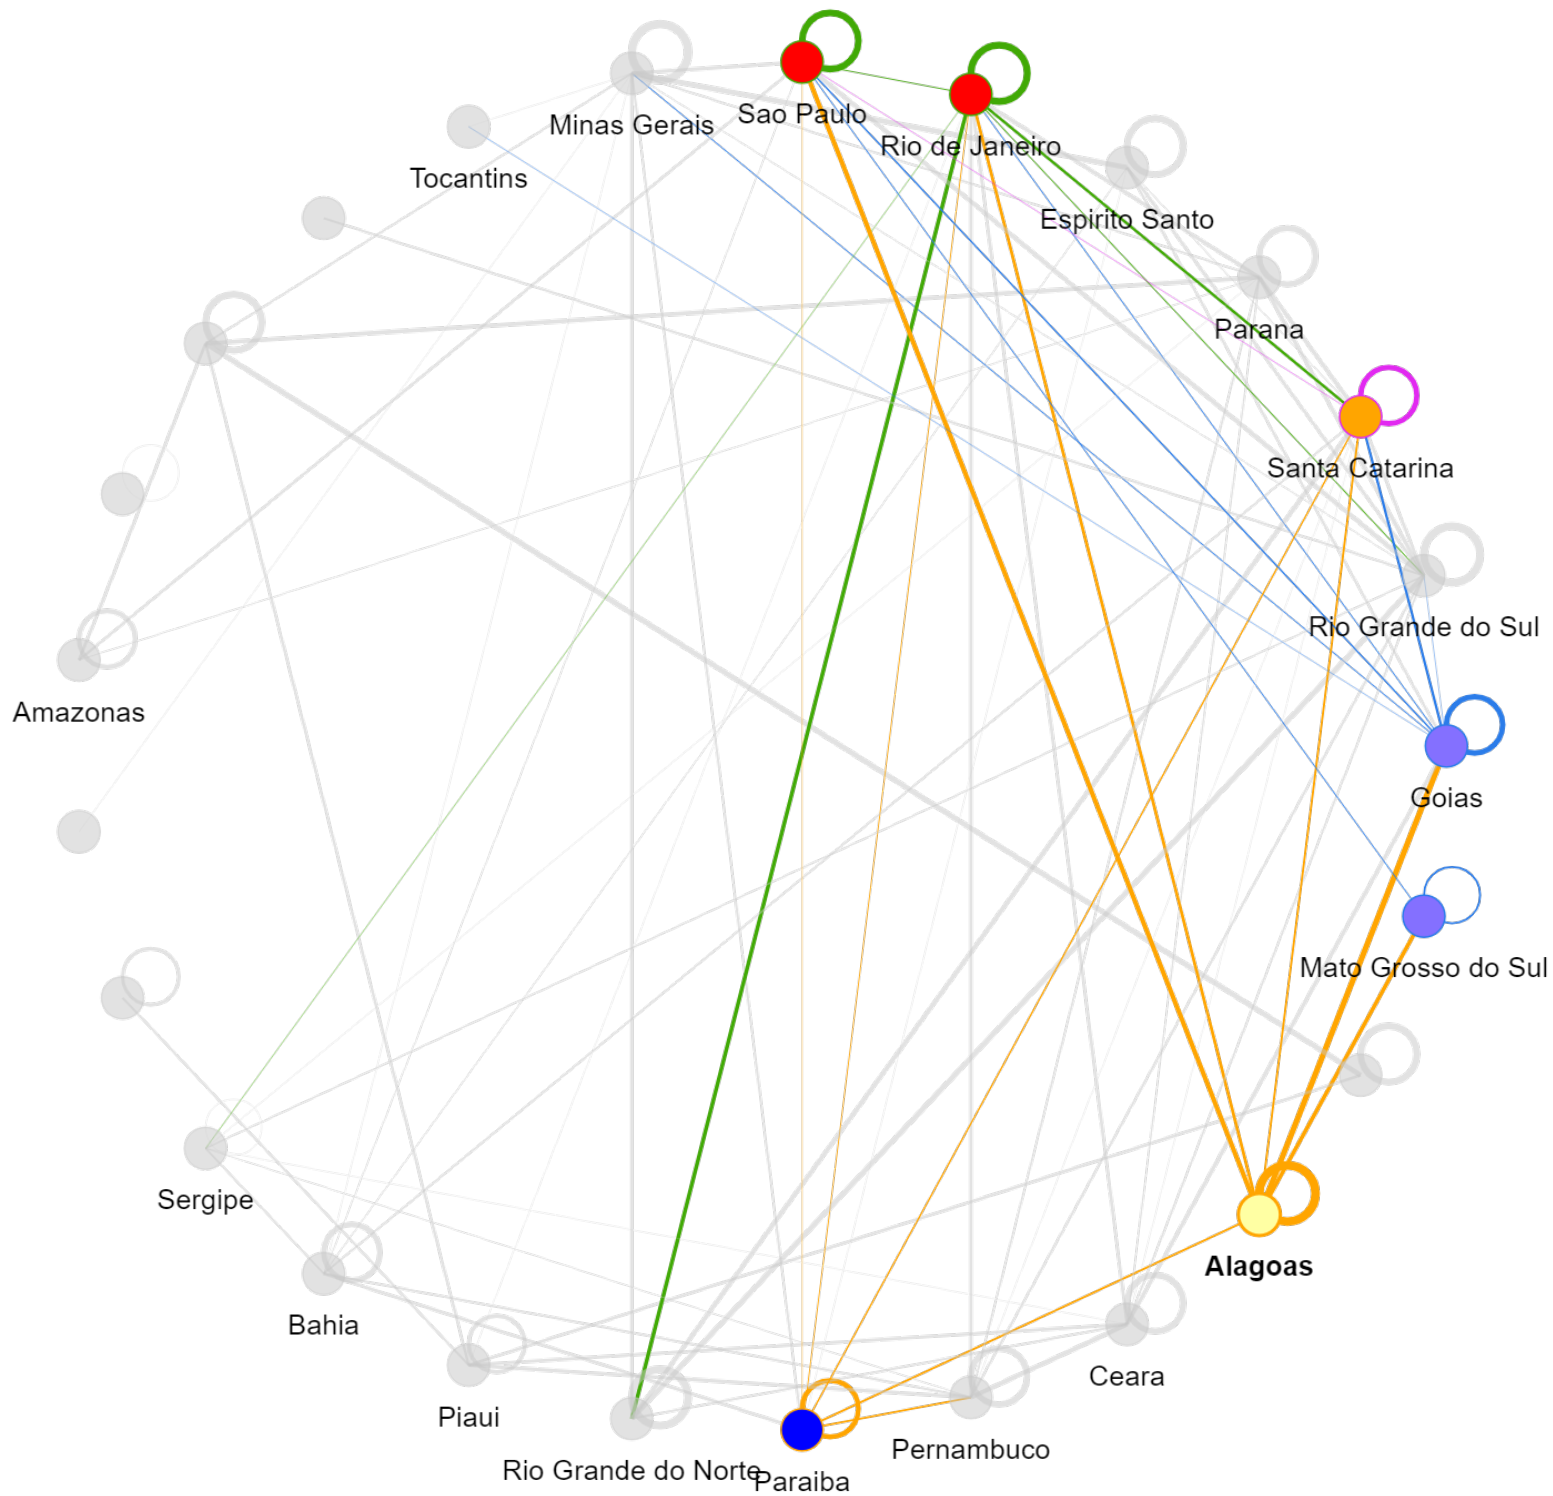 Sao Paulo
Minas Gerais
Rio de Janeiro
Tocantins
Espirito Santo
Parana
Santa Catarina
Rio Grande do Sul
Amazonas
Goias
Mato Grosso do Sul
Sergipe
Alagoas
Bahia
Ceara
Piaui
Pernambuco
Rio Grande do Norte
Paraiba